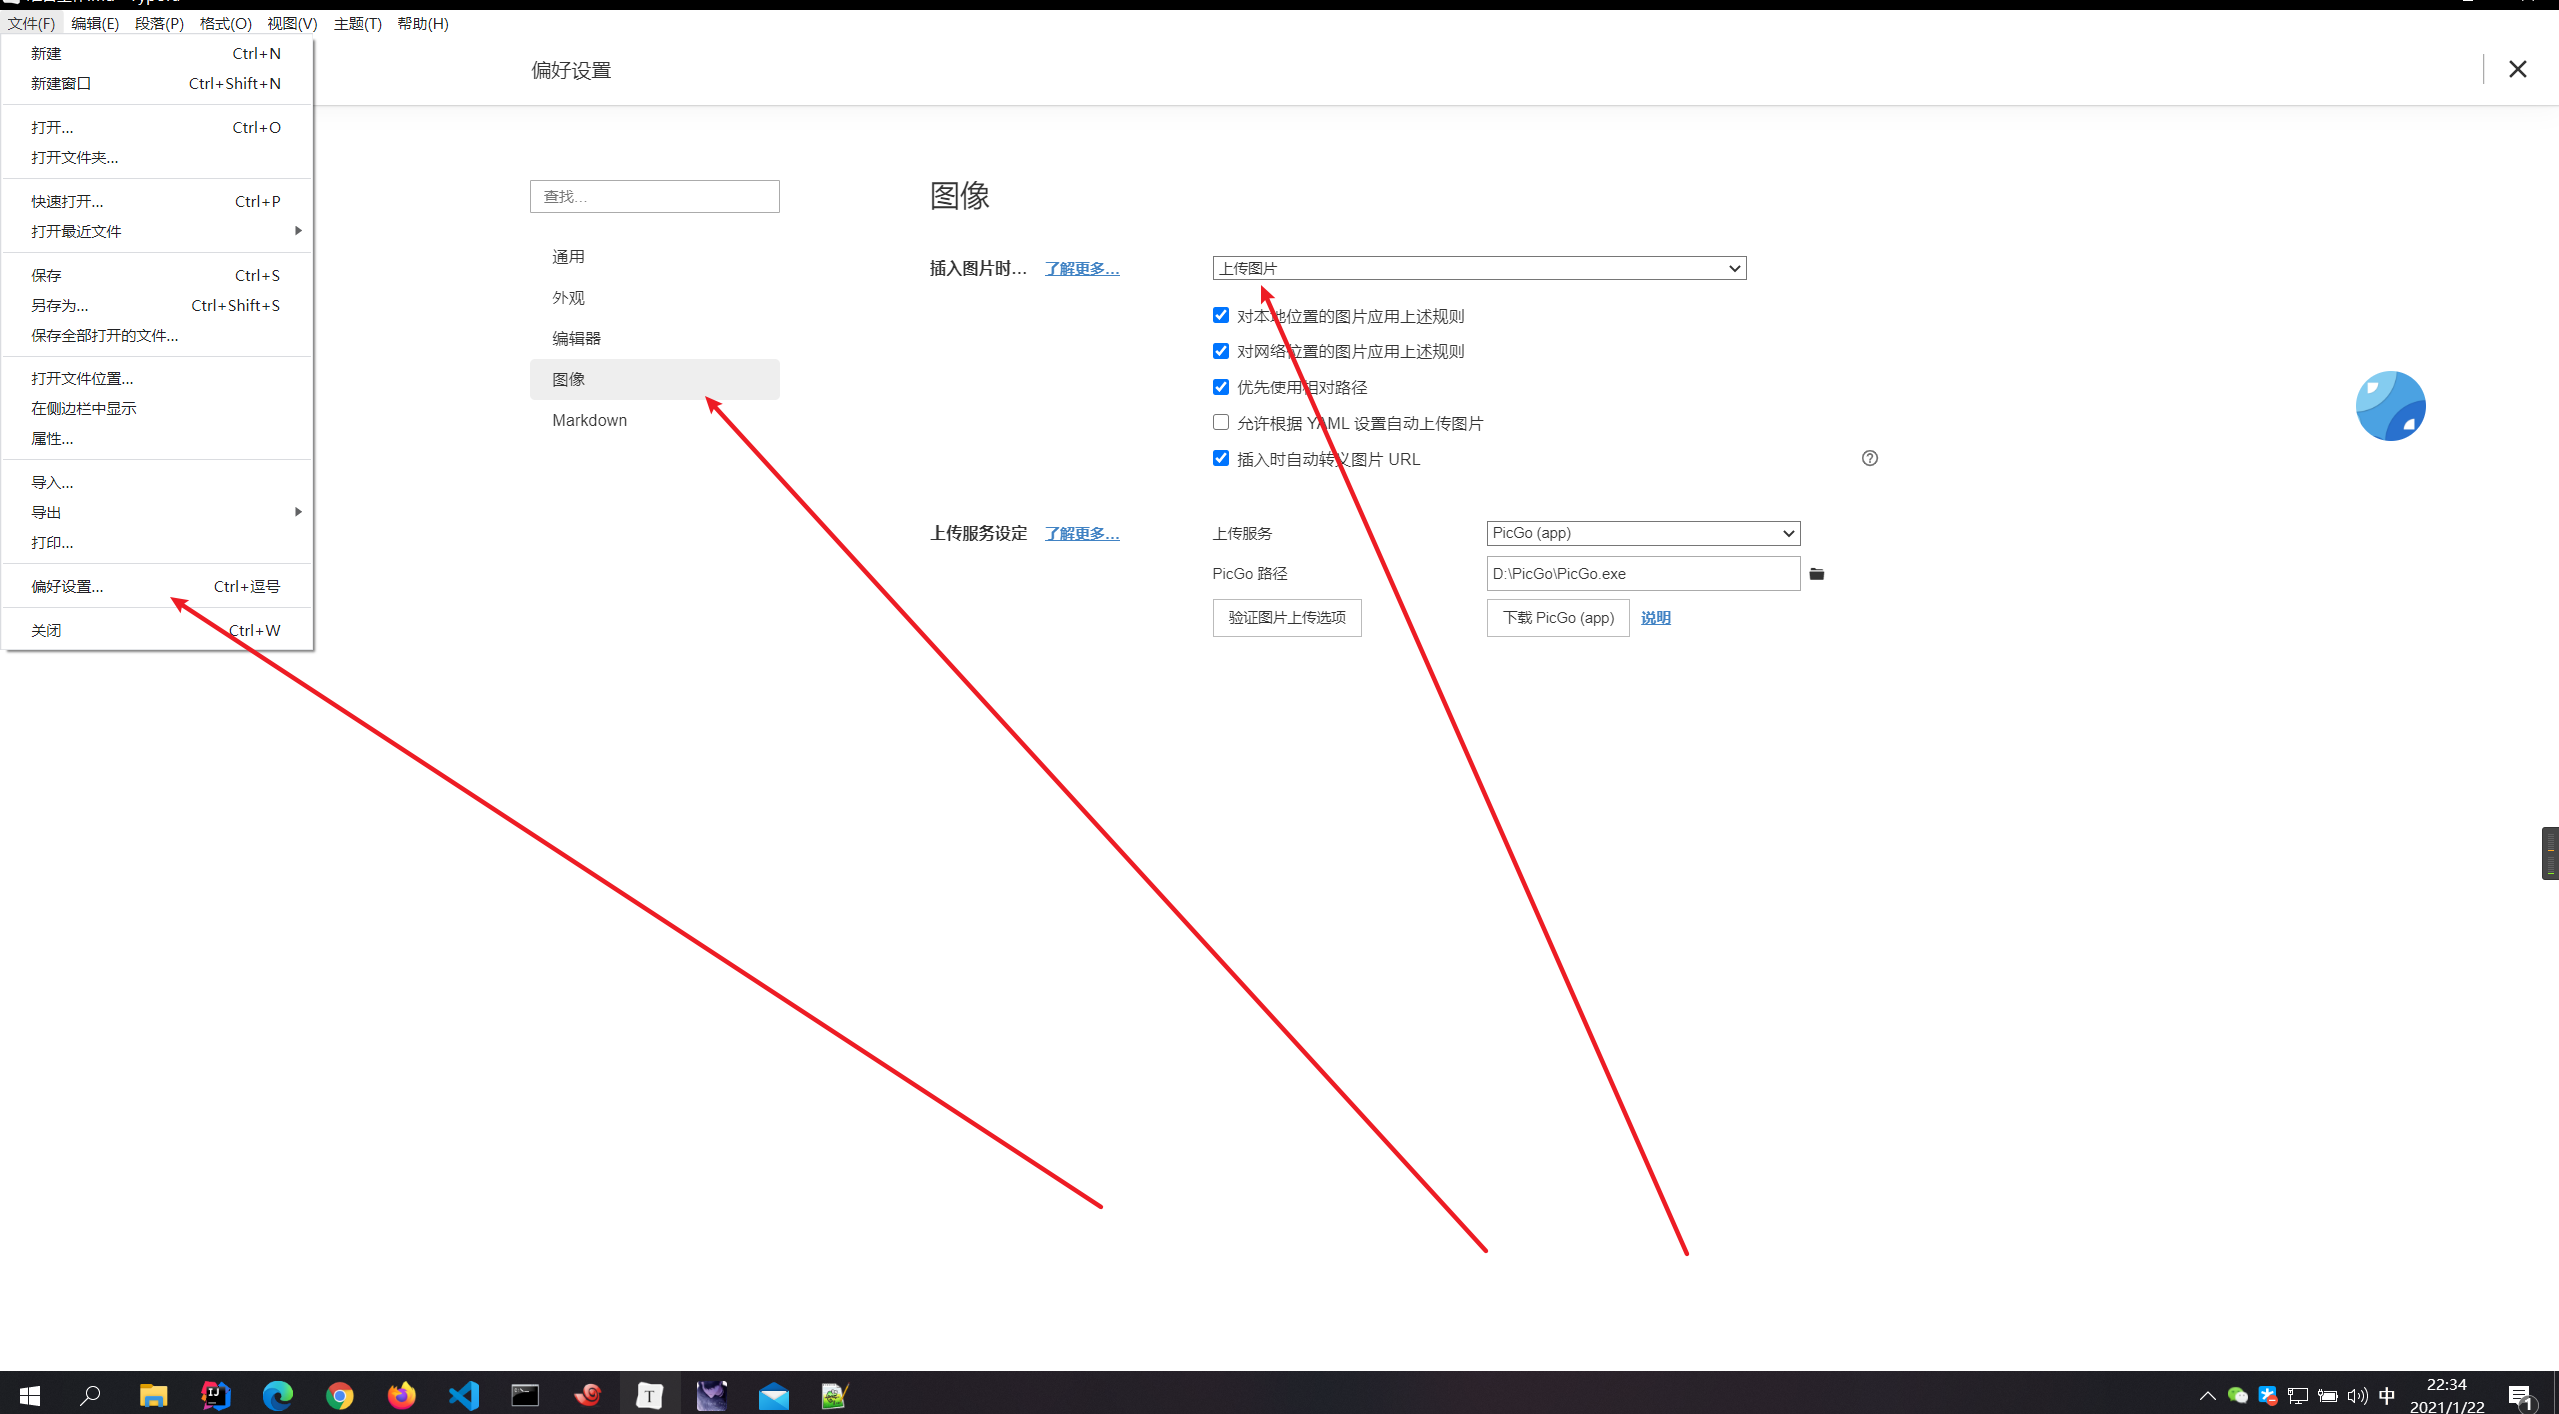 文件(F) 编辑(E) 段落(P) 格式(O) 视图(V) 主题(T) 帮助(H)
新建 Ctrl+N
新建窗口 Ctrl+Shift+N
打开... Ctrl+O
打开文件夹...
快速打开... Ctrl+P
打开最近文件
保存 Ctrl+S
另存为... Ctrl+Shift+S
保存全部打开的文件...
打开文件位置...
在侧边栏中显示
属性...
导入...
导出
打印...
偏好设置... Ctrl+逗号
关闭 Ctrl+W
偏好设置
查找...
通用
外观
编辑器
图像
Markdown
图像
插入图片时... 了解更多...
上传图片
对本地位置的图片应用上述规则
对网络位置的图片应用上述规则
优先使用相对路径
允许根据 YAML 设置自动上传图片
插入时自动转义图片 URL
上传服务设定 了解更多...
上传服务 PicGo (app)
PicGo 路径 D:\PicGo\PicGo.exe
验证图片上传选项 下载 PicGo (app) 说明
IJ
T
中
22:34
2021/1/22
1